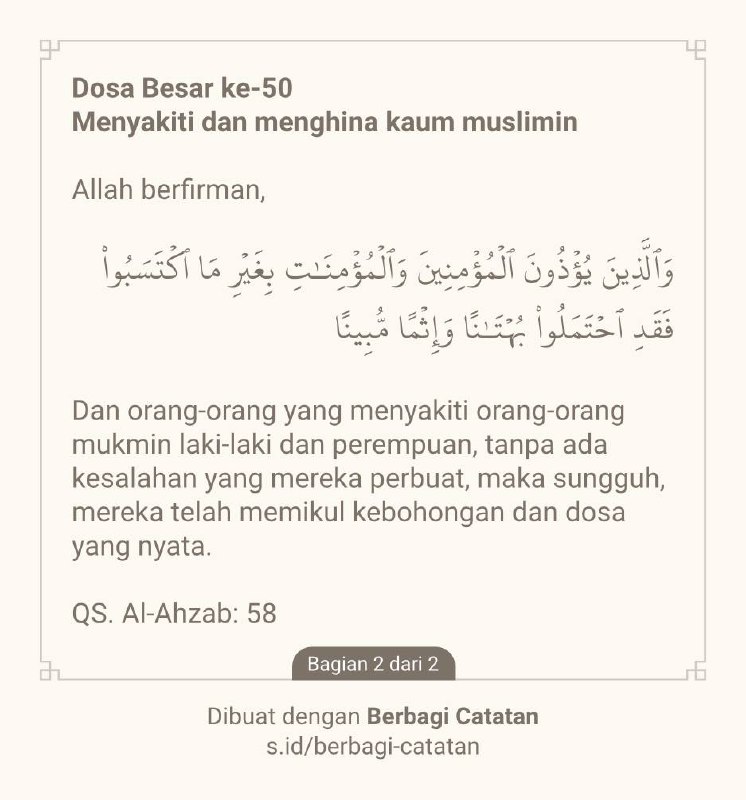 Dosa Besar ke-50
Menyakiti dan menghina kaum muslimin
Allah berfirman,
وَٱلَّذِينَ يُؤْذُونَ ٱلْمُؤْمِنِينَ وَٱلْمُؤْمِنَـٰتِ بِغَيْرِ مَا ٱكْتَسَبُوا۟
فَقَدِ ٱحْتَمَلُوا۟ بُهْتَـٰنًا وَإِثْمًا مُّبِينًا
Dan orang-orang yang menyakiti orang-orang
mukmin laki-laki dan perempuan, tanpa ada
kesalahan yang mereka perbuat, maka sungguh,
mereka telah memikul kebohongan dan dosa
yang nyata.
QS. Al-Ahzab: 58
Bagian 2 dari 2
Dibuat dengan Berbagi Catatan
s.id/berbagi-catatan